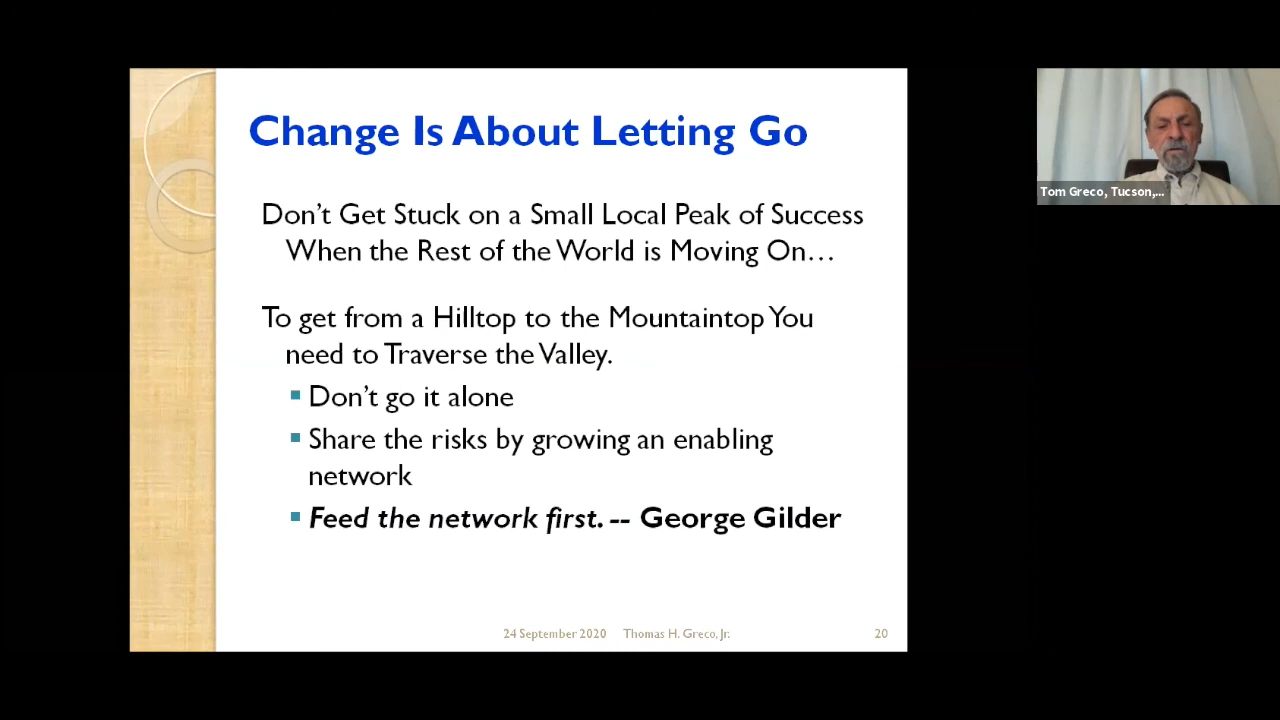 Change Is About Letting Go
Don't Get Stuck on a Small Local Peak of Success
When the Rest of the World is Moving On…
To get from a Hilltop to the Mountaintop You
need to Traverse the Valley.
▪ Don't go it alone
▪ Share the risks by growing an enabling
network
▪ Feed the network first. -- George Gilder
24 September 2020 Thomas H. Greco, Jr. 20
Tom Greco, Tucson,...